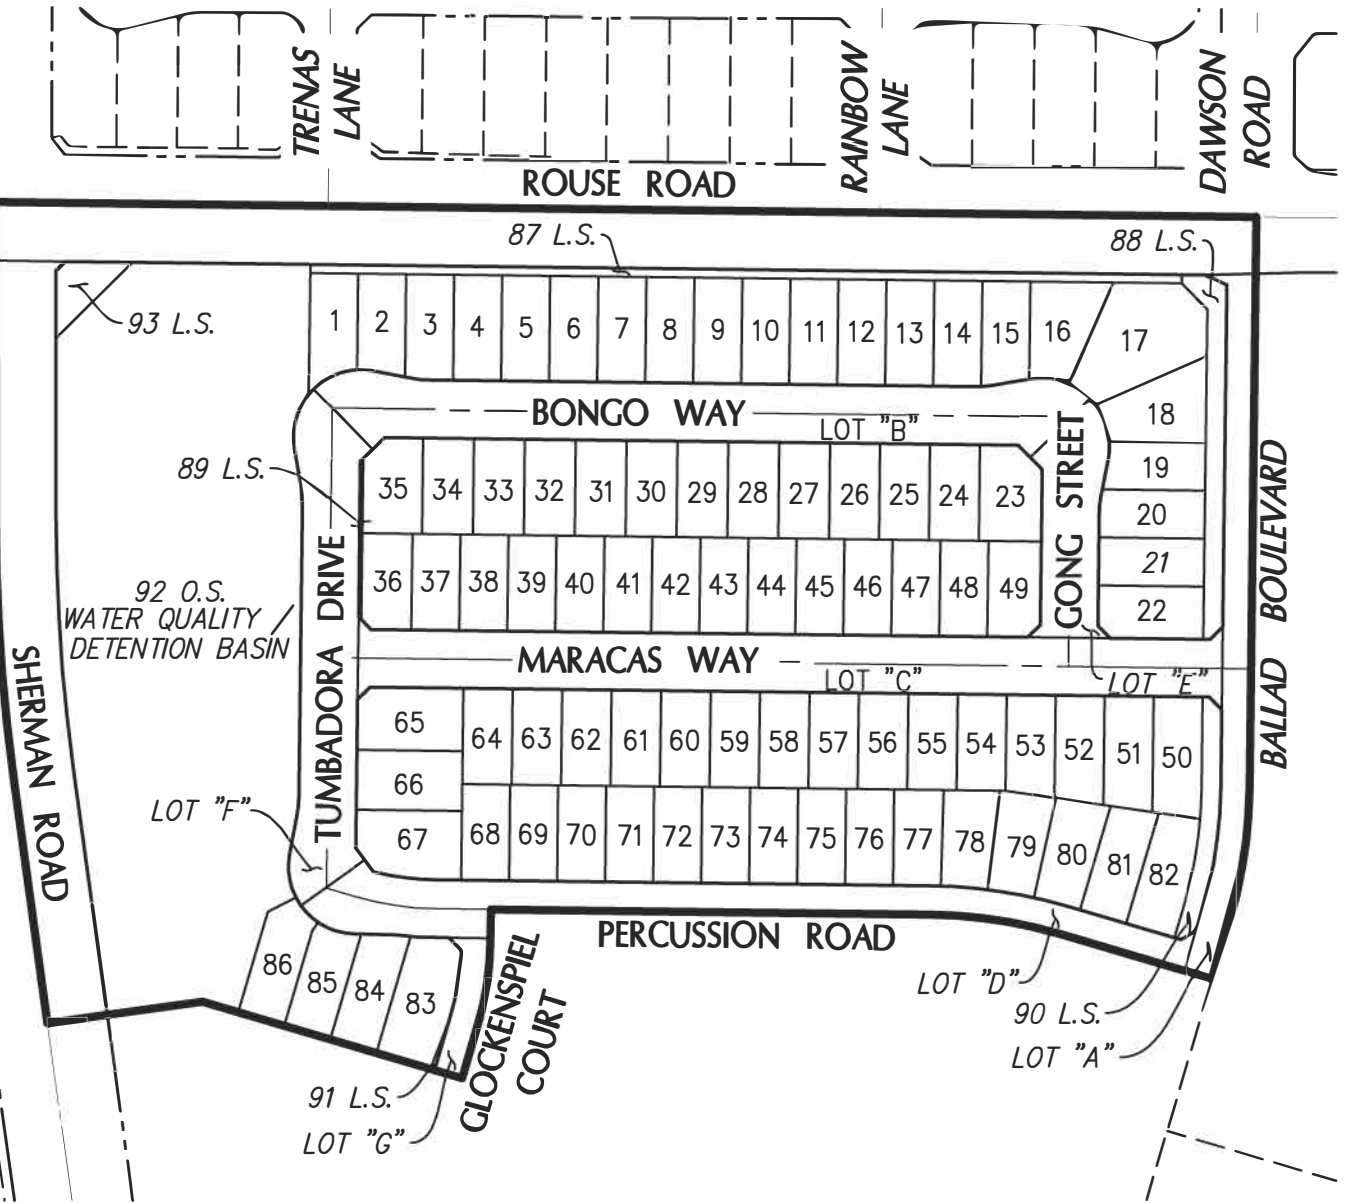 TRENAS
LANE
RAINBOW
LANE
DAWSON
ROAD
ROUSE ROAD
87 L.S.
88 L.S.
93 L.S.
1 2 3 4 5 6 7 8 9 10 11 12 13 14 15 16 17
18
19
20
21
22
BONGO WAY
LOT "B"
GONG STREET
BALLAD BOULEVARD
89 L.S.
35 34 33 32 31 30 29 28 27 26 25 24 23
36 37 38 39 40 41 42 43 44 45 46 47 48 49
92 O.S.
WATER QUALITY
DETENTION BASIN
TUMBADORA DRIVE
SHERMAN ROAD
MARACAS WAY
LOT "C"
LOT "E"
65
66
67
64 63 62 61 60 59 58 57 56 55 54 53 52 51 50
68 69 70 71 72 73 74 75 76 77 78 79 80 81 82
LOT "F"
PERCUSSION ROAD
86 85 84 83
GLOCKENSPIEL
COURT
LOT "D"
90 L.S.
LOT "A"
91 L.S.
LOT "G"